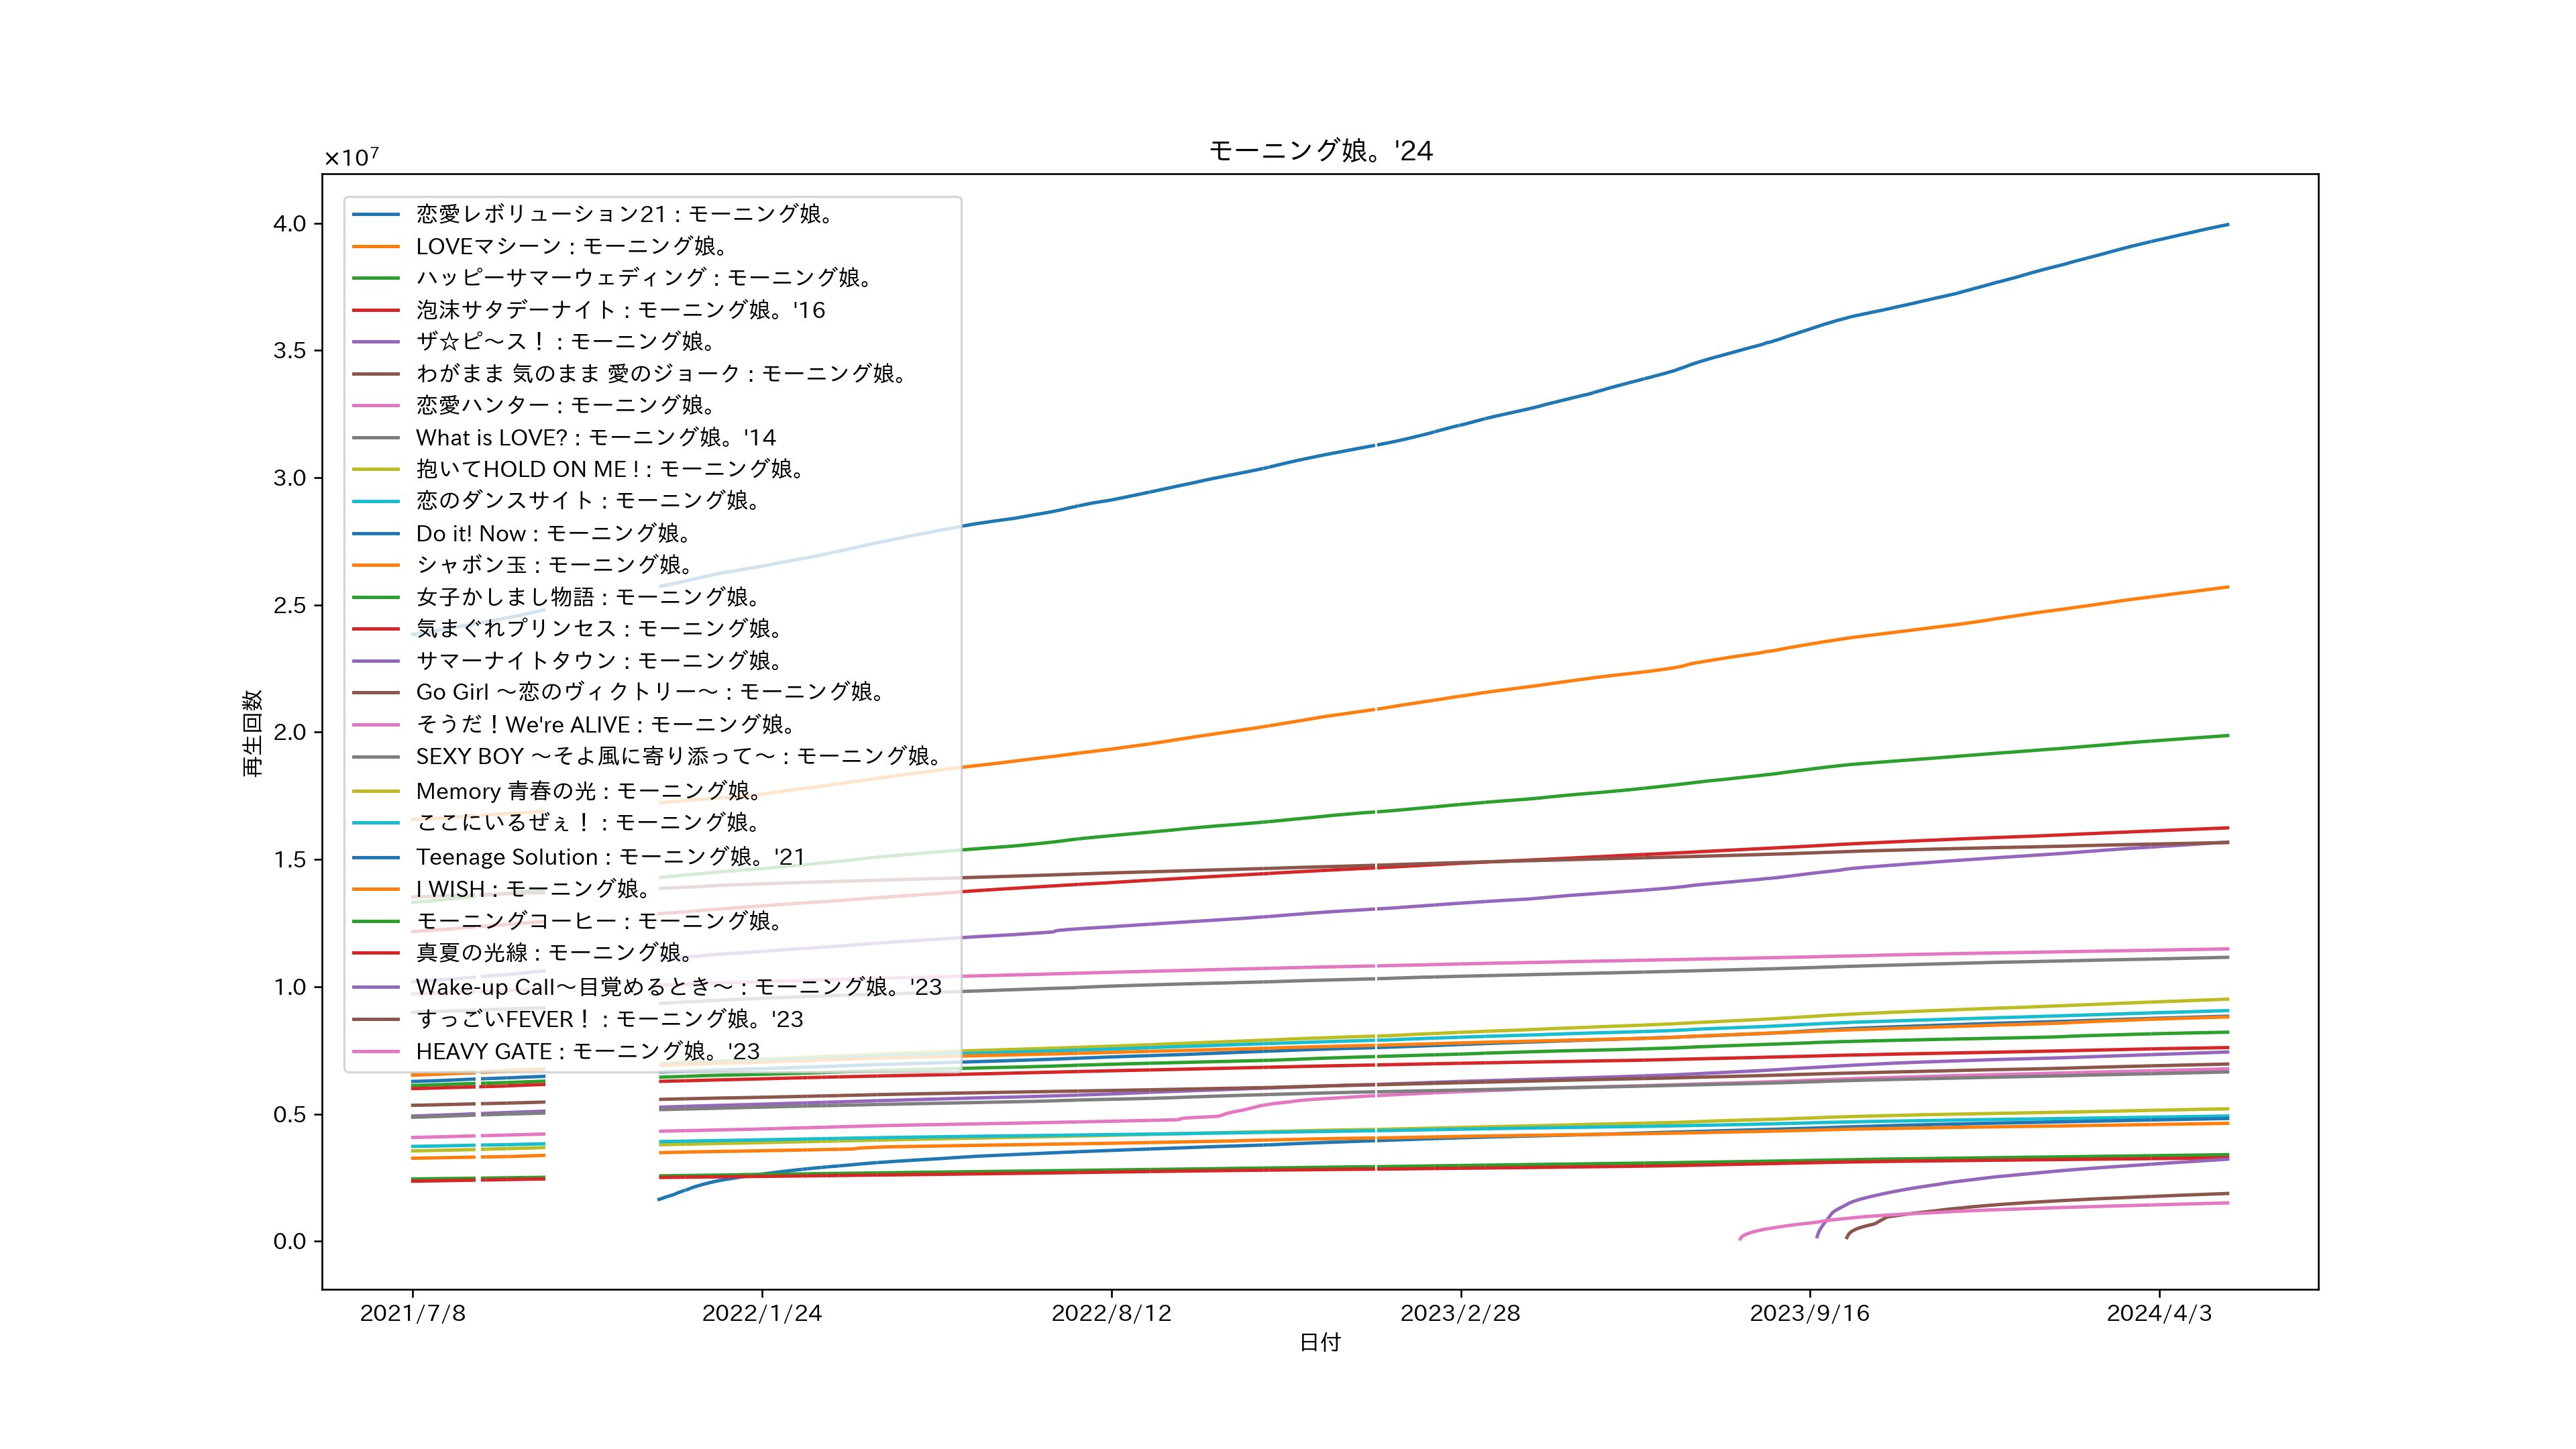 モーニング娘。'24
×10⁷
4.0
3.5
3.0
2.5
2.0
1.5
1.0
0.5
0.0
再生回数
恋愛レボリューション21 : モーニング娘。
LOVEマシーン : モーニング娘。
ハッピーサマーウェディング : モーニング娘。
泡沫サタデーナイト : モーニング娘。'16
ザ☆ピ〜ス！ : モーニング娘。
わがまま 気のまま 愛のジョーク : モーニング娘。
恋愛ハンター : モーニング娘。
What is LOVE? : モーニング娘。'14
抱いてHOLD ON ME ! : モーニング娘。
恋のダンスサイト : モーニング娘。
Do it! Now : モーニング娘。
シャボン玉 : モーニング娘。
女子かしまし物語 : モーニング娘。
気まぐれプリンセス : モーニング娘。
サマーナイトタウン : モーニング娘。
Go Girl 〜恋のヴィクトリー〜 : モーニング娘。
そうだ！We're ALIVE : モーニング娘。
SEXY BOY 〜そよ風に寄り添って〜 : モーニング娘。
Memory 青春の光 : モーニング娘。
ここにいるぜぇ！ : モーニング娘。
Teenage Solution : モーニング娘。'21
I WISH : モーニング娘。
モーニングコーヒー : モーニング娘。
真夏の光線 : モーニング娘。
Wake-up Call〜目覚めるとき〜 : モーニング娘。'23
すっごいFEVER！ : モーニング娘。'23
HEAVY GATE : モーニング娘。'23
2021/7/8
2022/1/24
2022/8/12
2023/2/28
2023/9/16
2024/4/3
日付